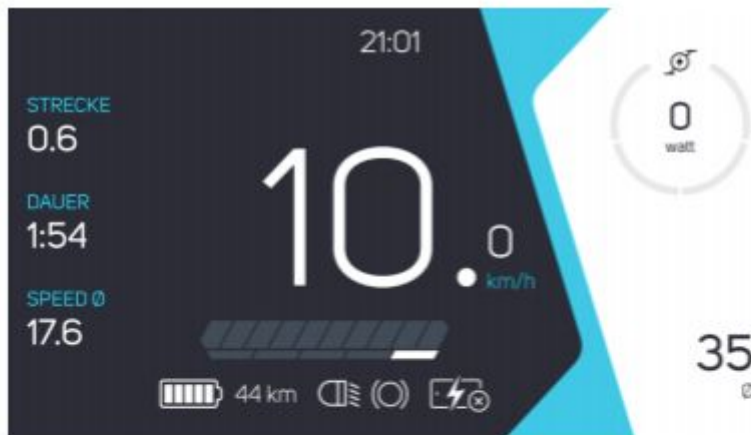 21:01
STRECKE
0.6
DAUER
1:54
SPEED Ø
17.6
10.0
km/h
44 km
0
watt
35
Ø